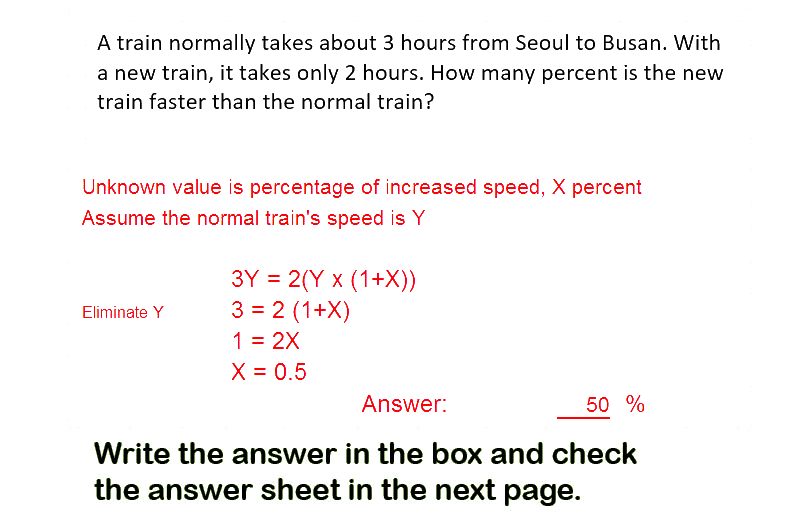 A train normally takes about 3 hours from Seoul to Busan. With
a new train, it takes only 2 hours. How many percent is the new
train faster than the normal train?
Unknown value is percentage of increased speed, X percent
Assume the normal train's speed is Y
3Y = 2(Y x (1+X))
Eliminate Y 3 = 2 (1+X)
1 = 2X
X = 0.5
Answer: 50 %
Write the answer in the box and check
the answer sheet in the next page.